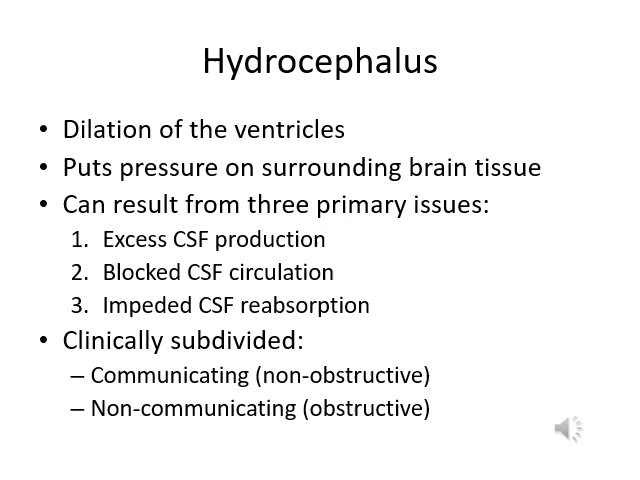 Hydrocephalus
• Dilation of the ventricles
• Puts pressure on surrounding brain tissue
• Can result from three primary issues:
1. Excess CSF production
2. Blocked CSF circulation
3. Impeded CSF reabsorption
• Clinically subdivided:
– Communicating (non-obstructive)
– Non-communicating (obstructive)